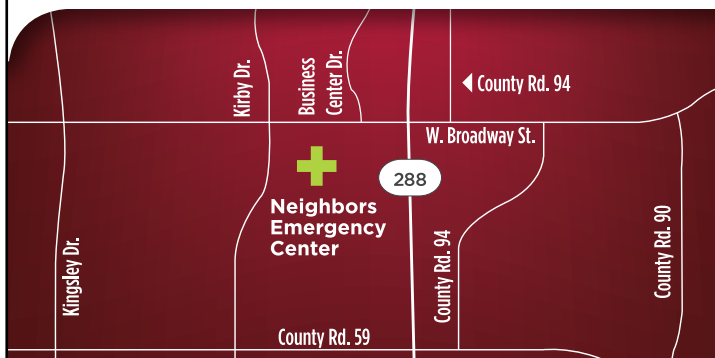 Kirby Dr.
Business
Center Dr.
County Rd. 94
W. Broadway St.
288
Neighbors
Emergency
Center
Kingsley Dr.
County Rd. 94
County Rd. 90
County Rd. 59